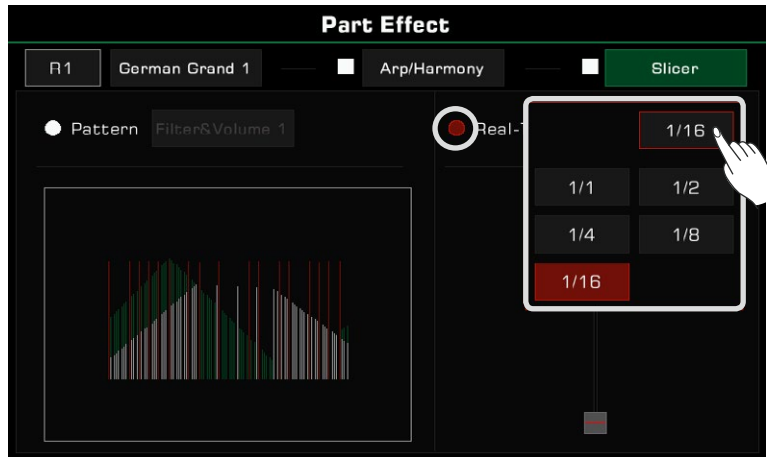 Part Effect
R1 German Grand 1 Arp/Harmony Slicer
Pattern Filter&Volume 1 Real-
1/16
1/1 1/2
1/4 1/8
1/16